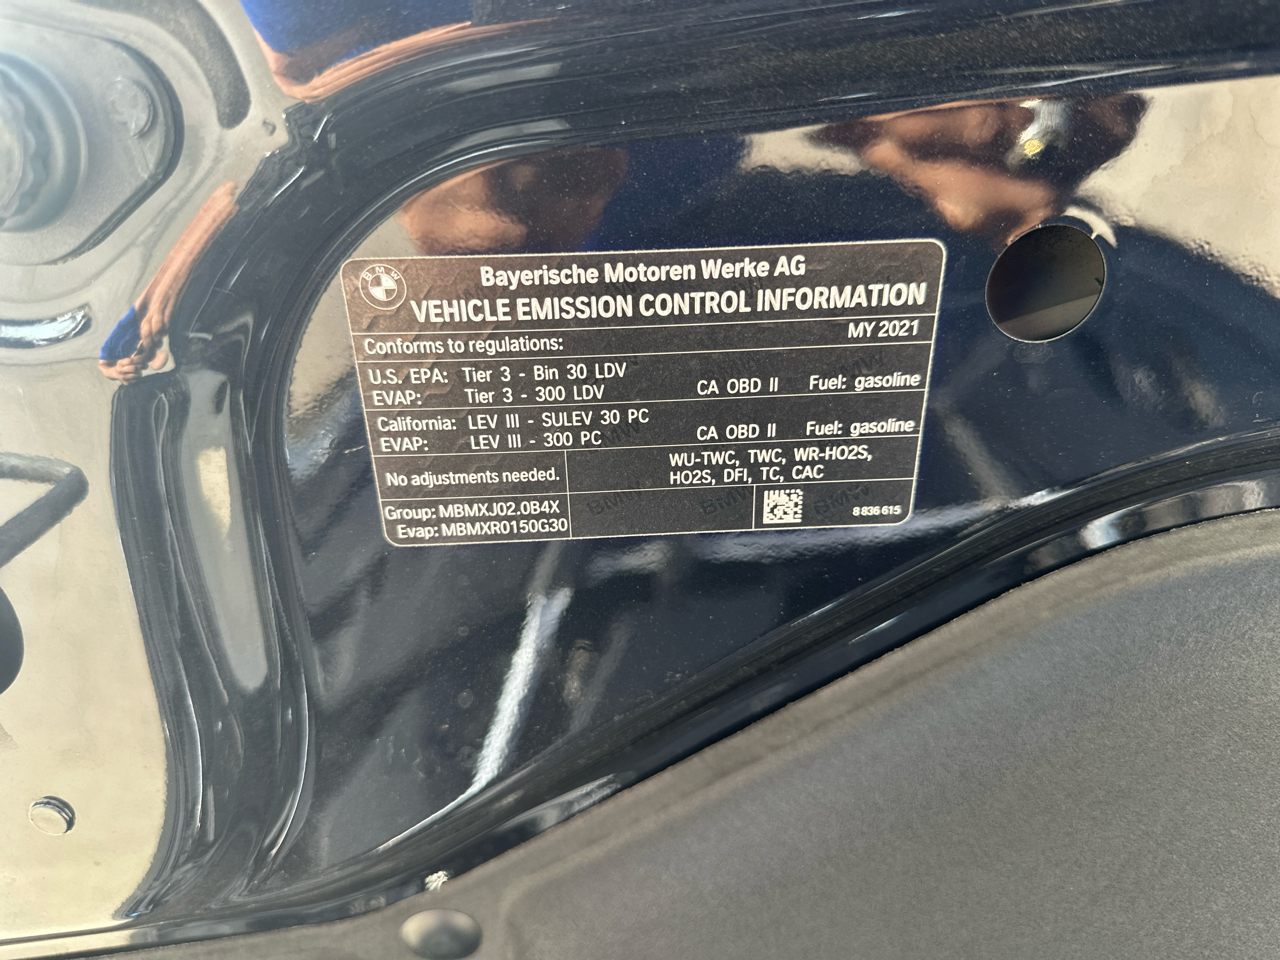 BMW
Bayerische Motoren Werke AG
VEHICLE EMISSION CONTROL INFORMATION
Conforms to regulations: MY 2021
U.S. EPA: Tier 3 - Bin 30 LDV
EVAP: Tier 3 - 300 LDV CA OBD II Fuel: gasoline
California: LEV III - SULEV 30 PC
EVAP: LEV III - 300 PC CA OBD II Fuel: gasoline
No adjustments needed.
WU-TWC, TWC, WR-HO2S,
HO2S, DFI, TC, CAC
Group: MBMXJ02.0B4X
Evap: MBMXR0150G30
8 836 615